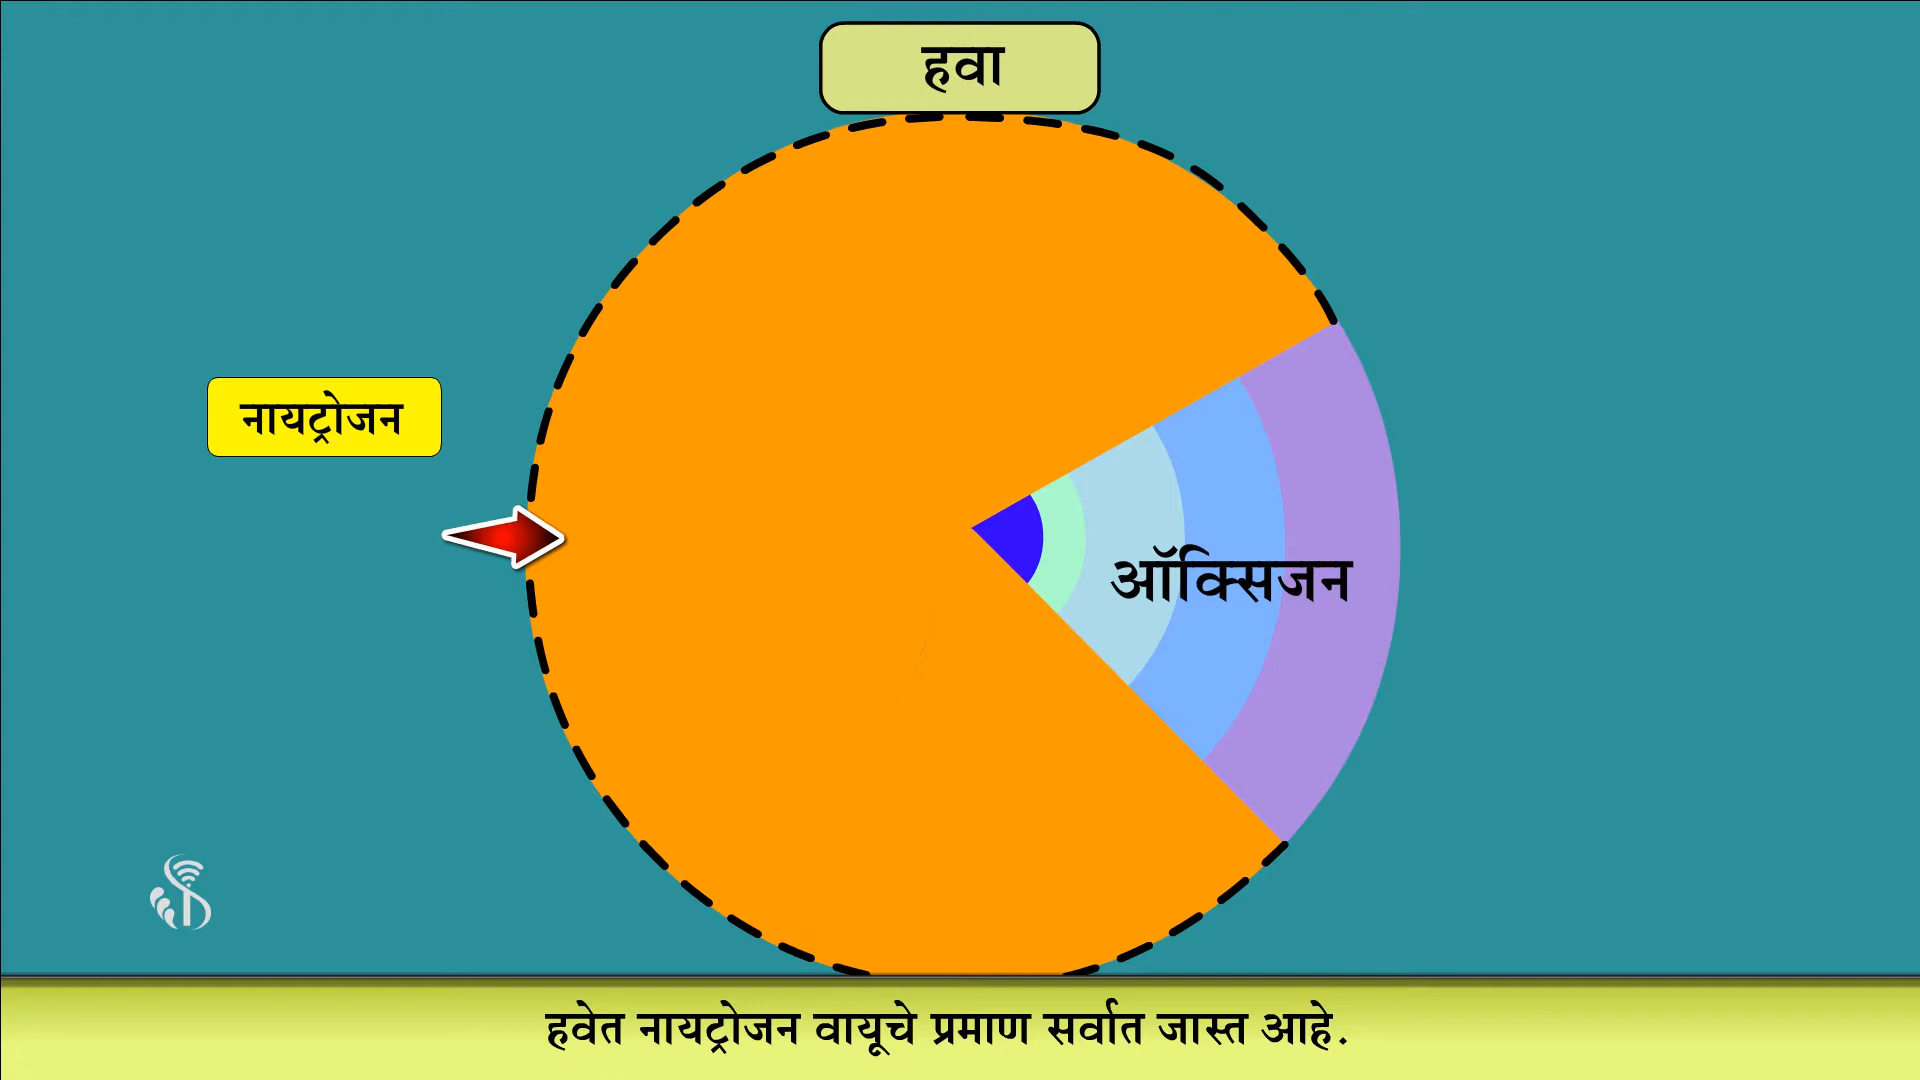 हवा
नायट्रोजन
ऑक्सिजन
हवेत नायट्रोजन वायूचे प्रमाण सर्वात जास्त आहे.